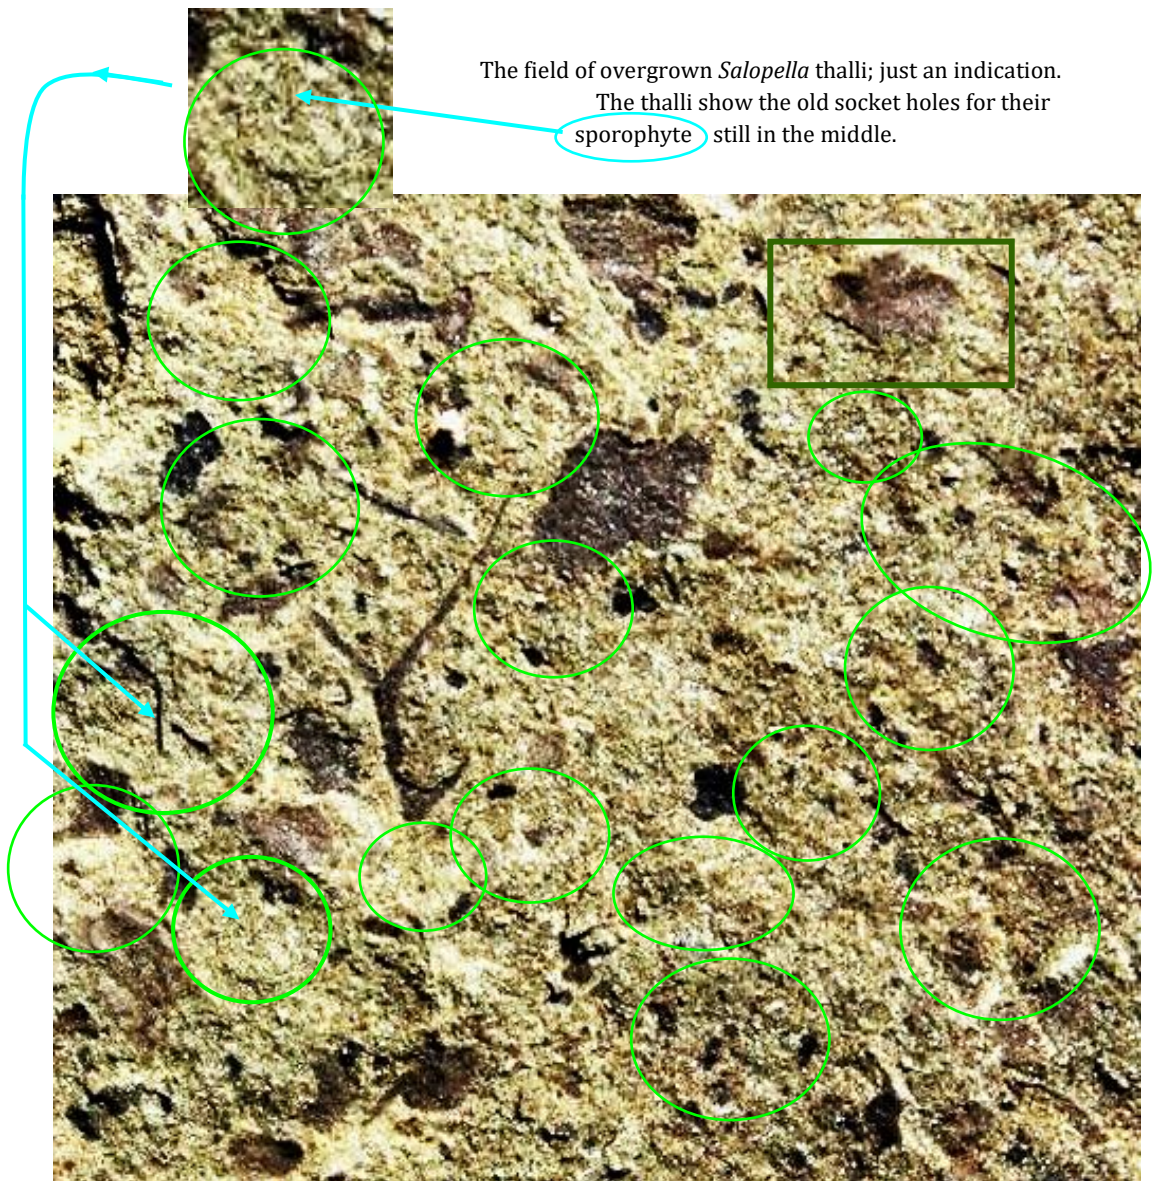 The field of overgrown Salopella thalli; just an indication.
The thalli show the old socket holes for their
sporophyte still in the middle.